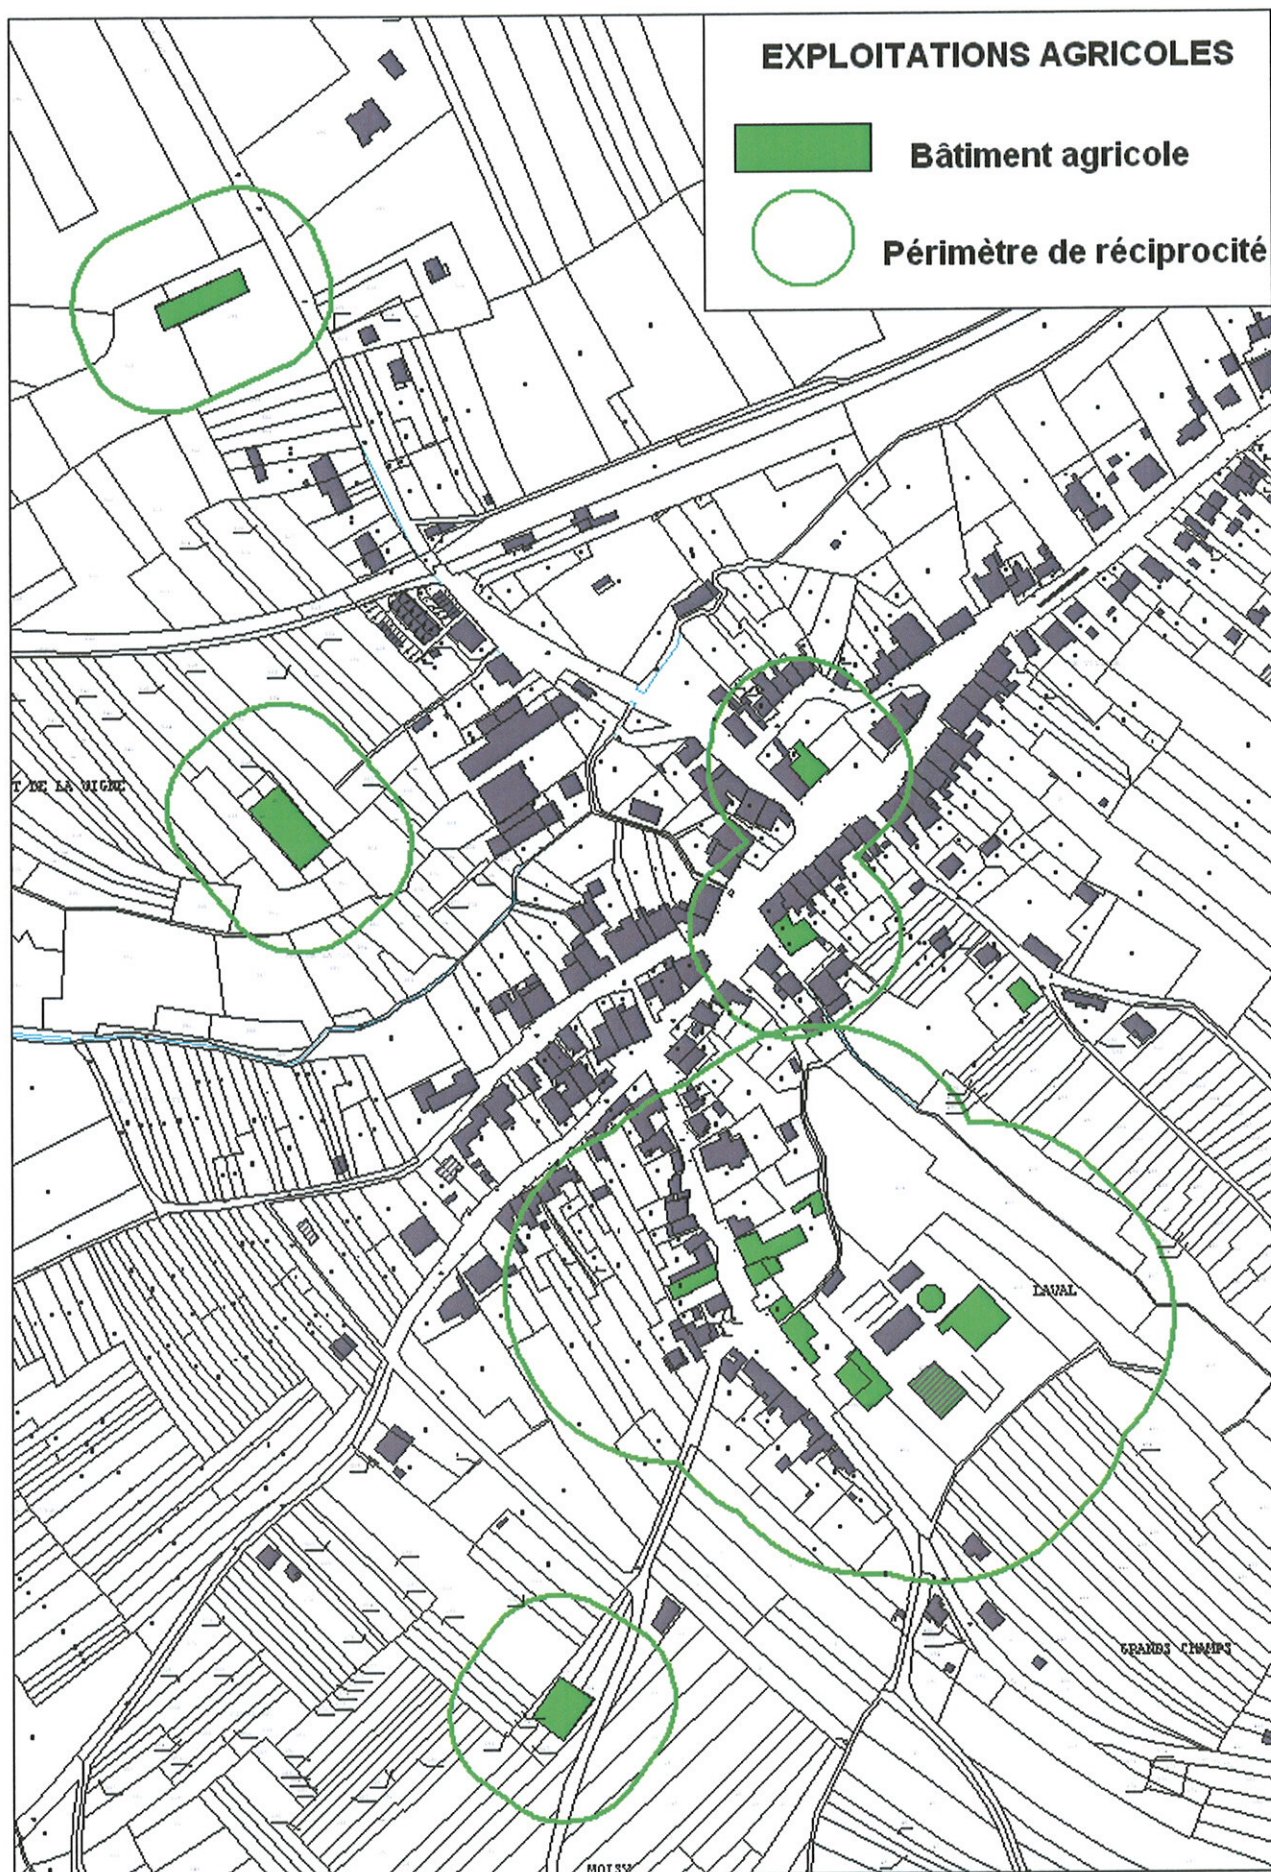 EXPLOITATIONS AGRICOLES
Bâtiment agricole
Périmètre de réciprocité
T DE LA VIGNE
LAVAL
GRANDS CHAMPS
MOISSY